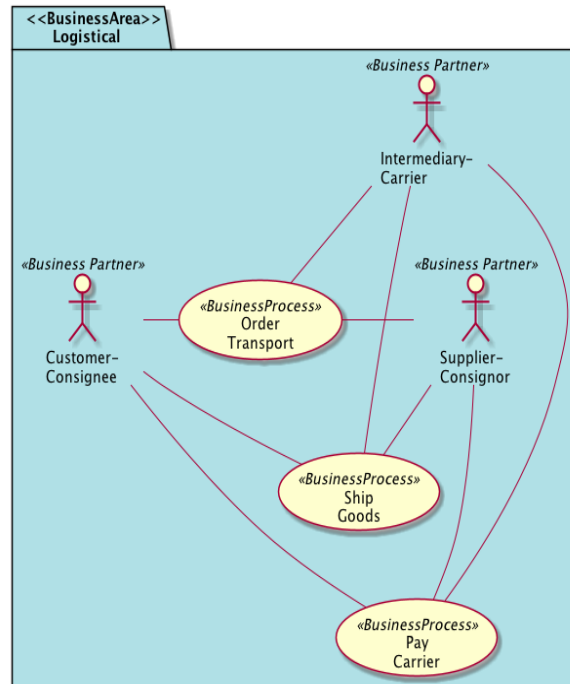 <<BusinessArea>>
Logistical
«Business Partner»
Intermediary-
Carrier
«Business Partner»
Customer-
Consignee
«BusinessProcess»
Order
Transport
«Business Partner»
Supplier-
Consignor
«BusinessProcess»
Ship
Goods
«BusinessProcess»
Pay
Carrier